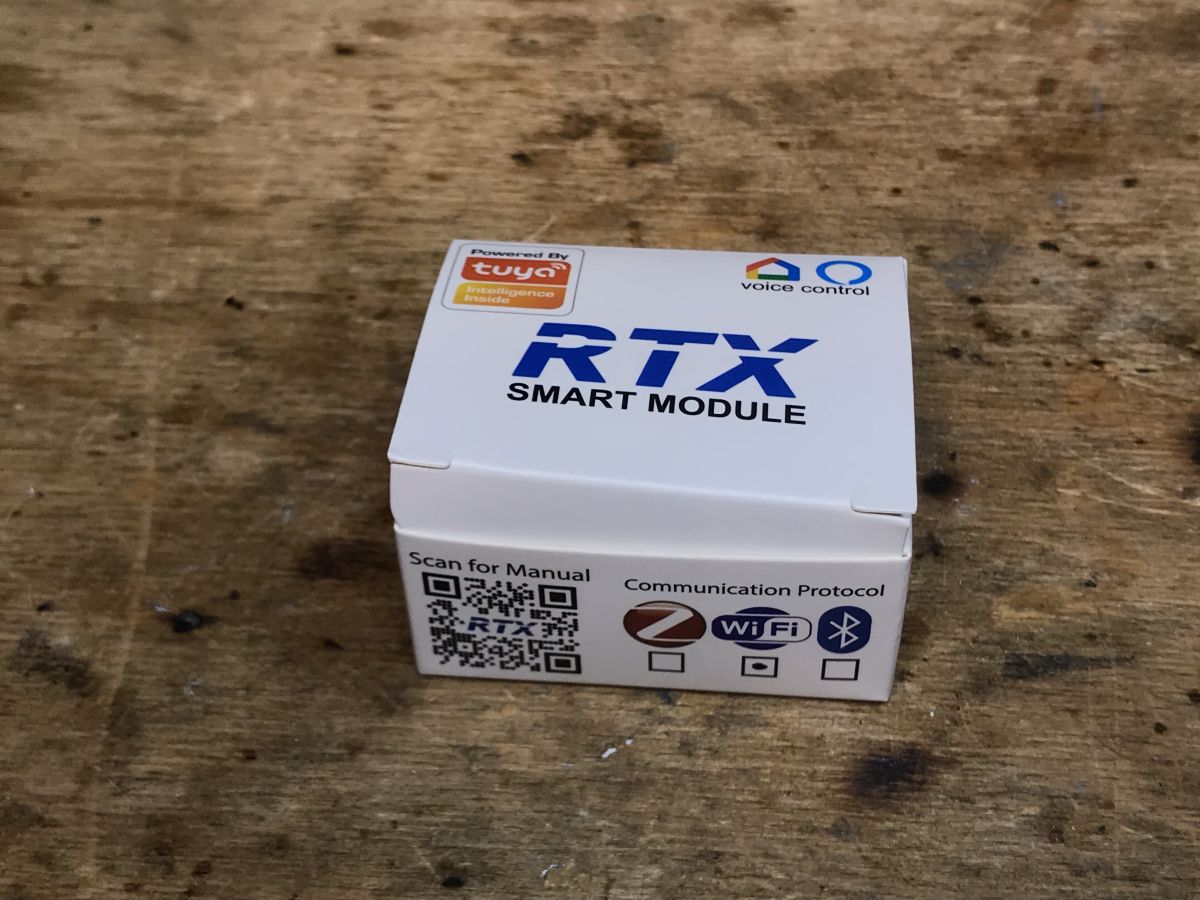 Powered By
tuya
Intelligence
Inside
voice control
RTX
SMART MODULE
Scan for Manual
RTX
Communication Protocol
Z
WiFi